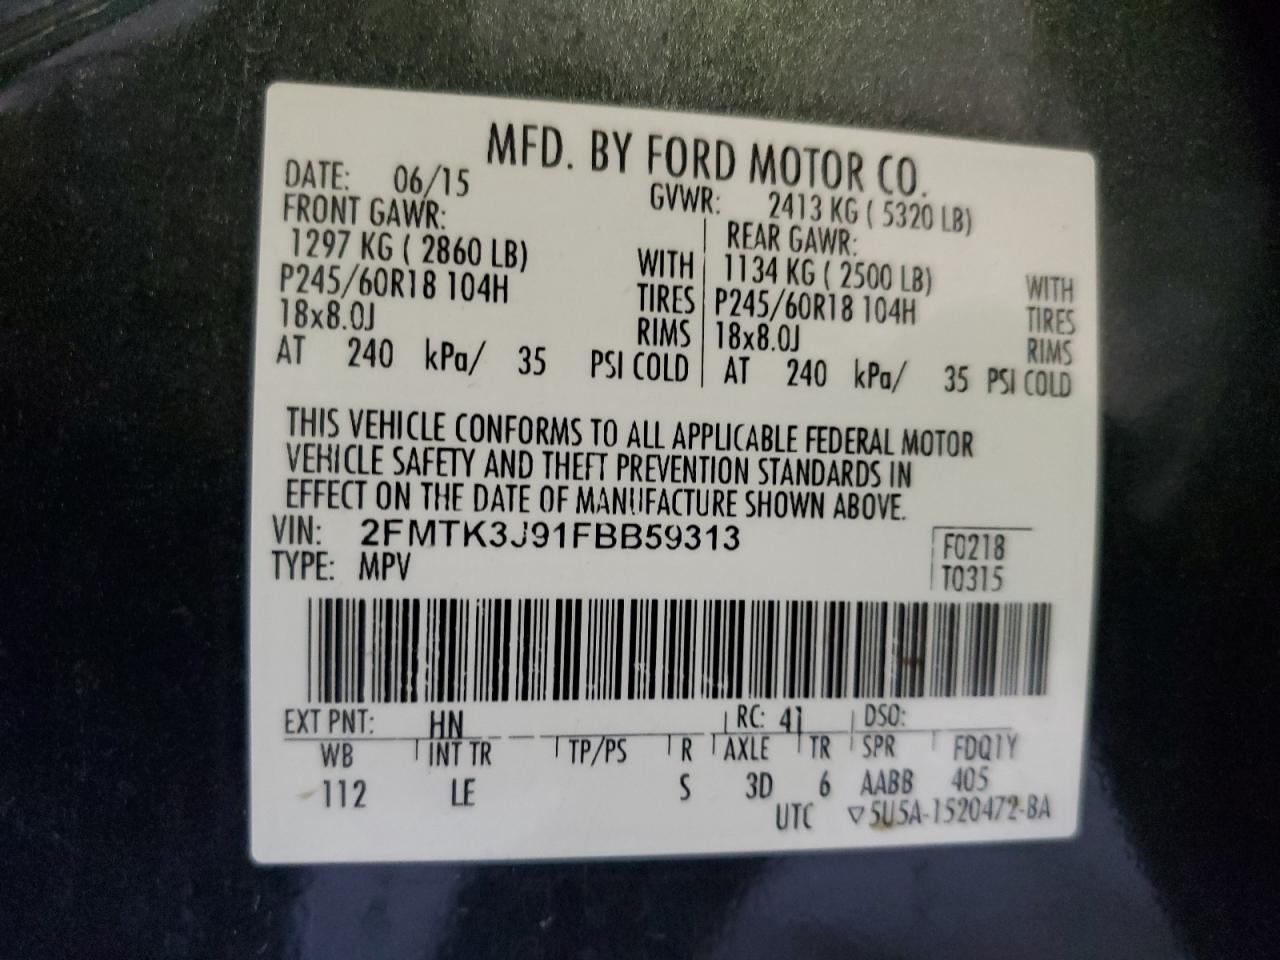 MFD. BY FORD MOTOR CO.
DATE: 06/15 GVWR: 2413 KG ( 5320 LB)
FRONT GAWR: REAR GAWR:
1297 KG ( 2860 LB) WITH 1134 KG ( 2500 LB) WITH
P245/60R18 104H TIRES P245/60R18 104H TIRES
18x8.0J RIMS 18x8.0J RIMS
AT 240 kPa/ 35 PSI COLD AT 240 kPa/ 35 PSI COLD
THIS VEHICLE CONFORMS TO ALL APPLICABLE FEDERAL MOTOR
VEHICLE SAFETY AND THEFT PREVENTION STANDARDS IN
EFFECT ON THE DATE OF MANUFACTURE SHOWN ABOVE.
VIN: 2FMTK3J91FBB59313 F0218
TYPE: MPV T0315
EXT PNT: HN RC: 41 DSO:
WB INT TR TP/PS R AXLE TR SPR FDQ1Y
112 LE S 3D 6 AABB 405
UTC ▽5U5A-1520472-BA